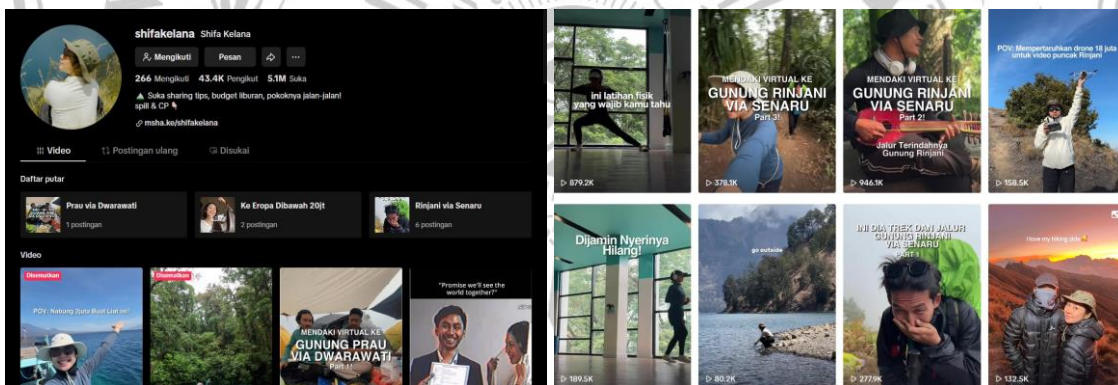 shifakelana Shifa Kelana
Mengikuti Pesan
266 Mengikuti 43.4K Pengikut 5.1M Suka
Suka sharing tips, budget liburan, pokoknya jalan-jalan!
spill & CP
msha.ke/shifakelana
Video Postingan ulang Disukai
Daftar putar
Prau via Dwarawati
1 postingan
Ke Eropa Dibawah 20jt
2 postingan
Rinjani via Senaru
6 postingan
Video
Disematkan
POV: Nabung 2juta Buat Liat ini!
Disematkan
MENDAKI VIRTUAL KE
GUNUNG PRAU
VIA DWARAWATI
Part 1!
"Promise we'll see the
world together?"
ini latihan fisik
yang wajib kamu tahu
879.2K
MENDAKI VIRTUAL KE
GUNUNG RINJANI
VIA SENARU
Part 3!
378.1K
MENDAKI VIRTUAL KE
GUNUNG RINJANI
VIA SENARU
Part 2!
Jalur Terindahnya
Gunung Rinjani
946.1K
POV: Mempertaruhkan drone 18 juta
untuk video puncak Rinjani
158.5K
Dijamin Nyerinya
Hilang!
189.5K
go outside
80.2K
INI DIA TREK DAN JALUR
GUNUNG RINJANI
VIA SENARU
PART 1
277.9K
I love my hiking date
132.5K